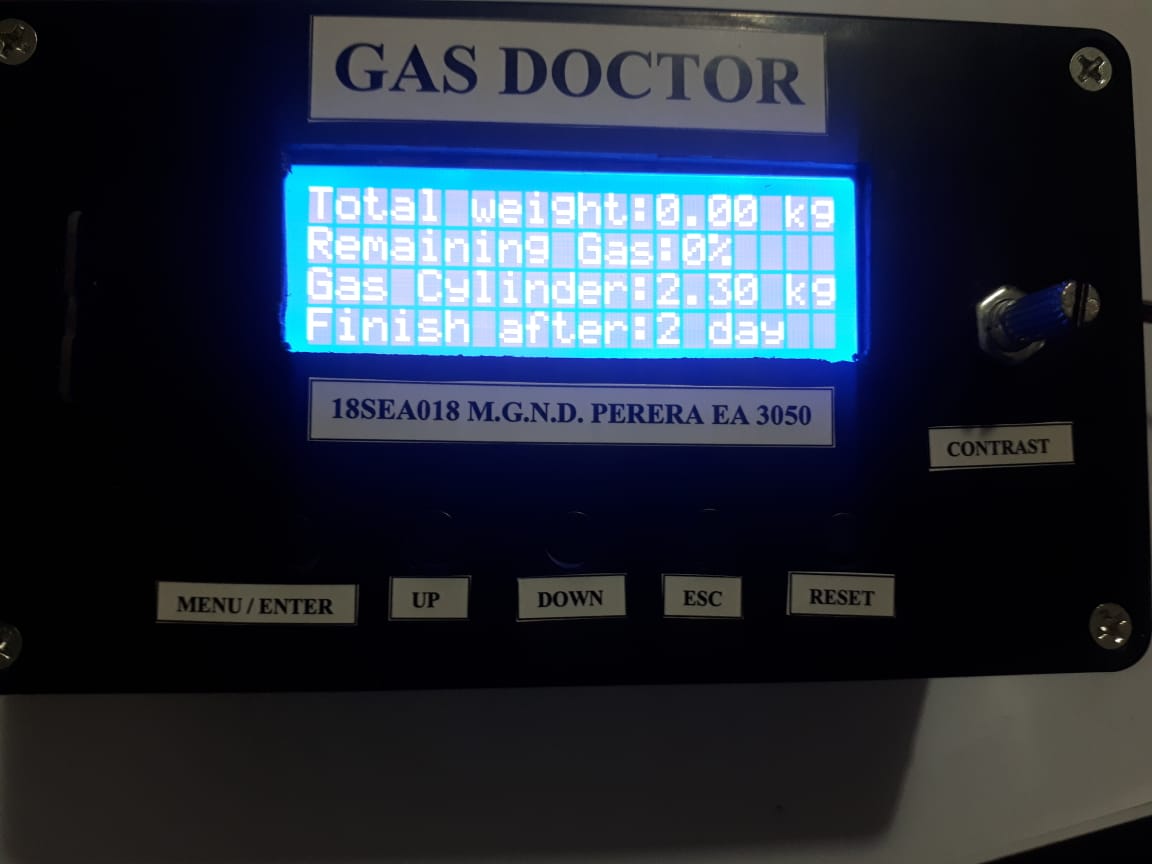 GAS DOCTOR
Total weight:0.00 kg
Remaining Gas:0%
Gas Cylinder:2.30 kg
Finish after:2 day
18SEA018 M.G.N.D. PERERA EA 3050
CONTRAST
MENU / ENTER
UP
DOWN
ESC
RESET